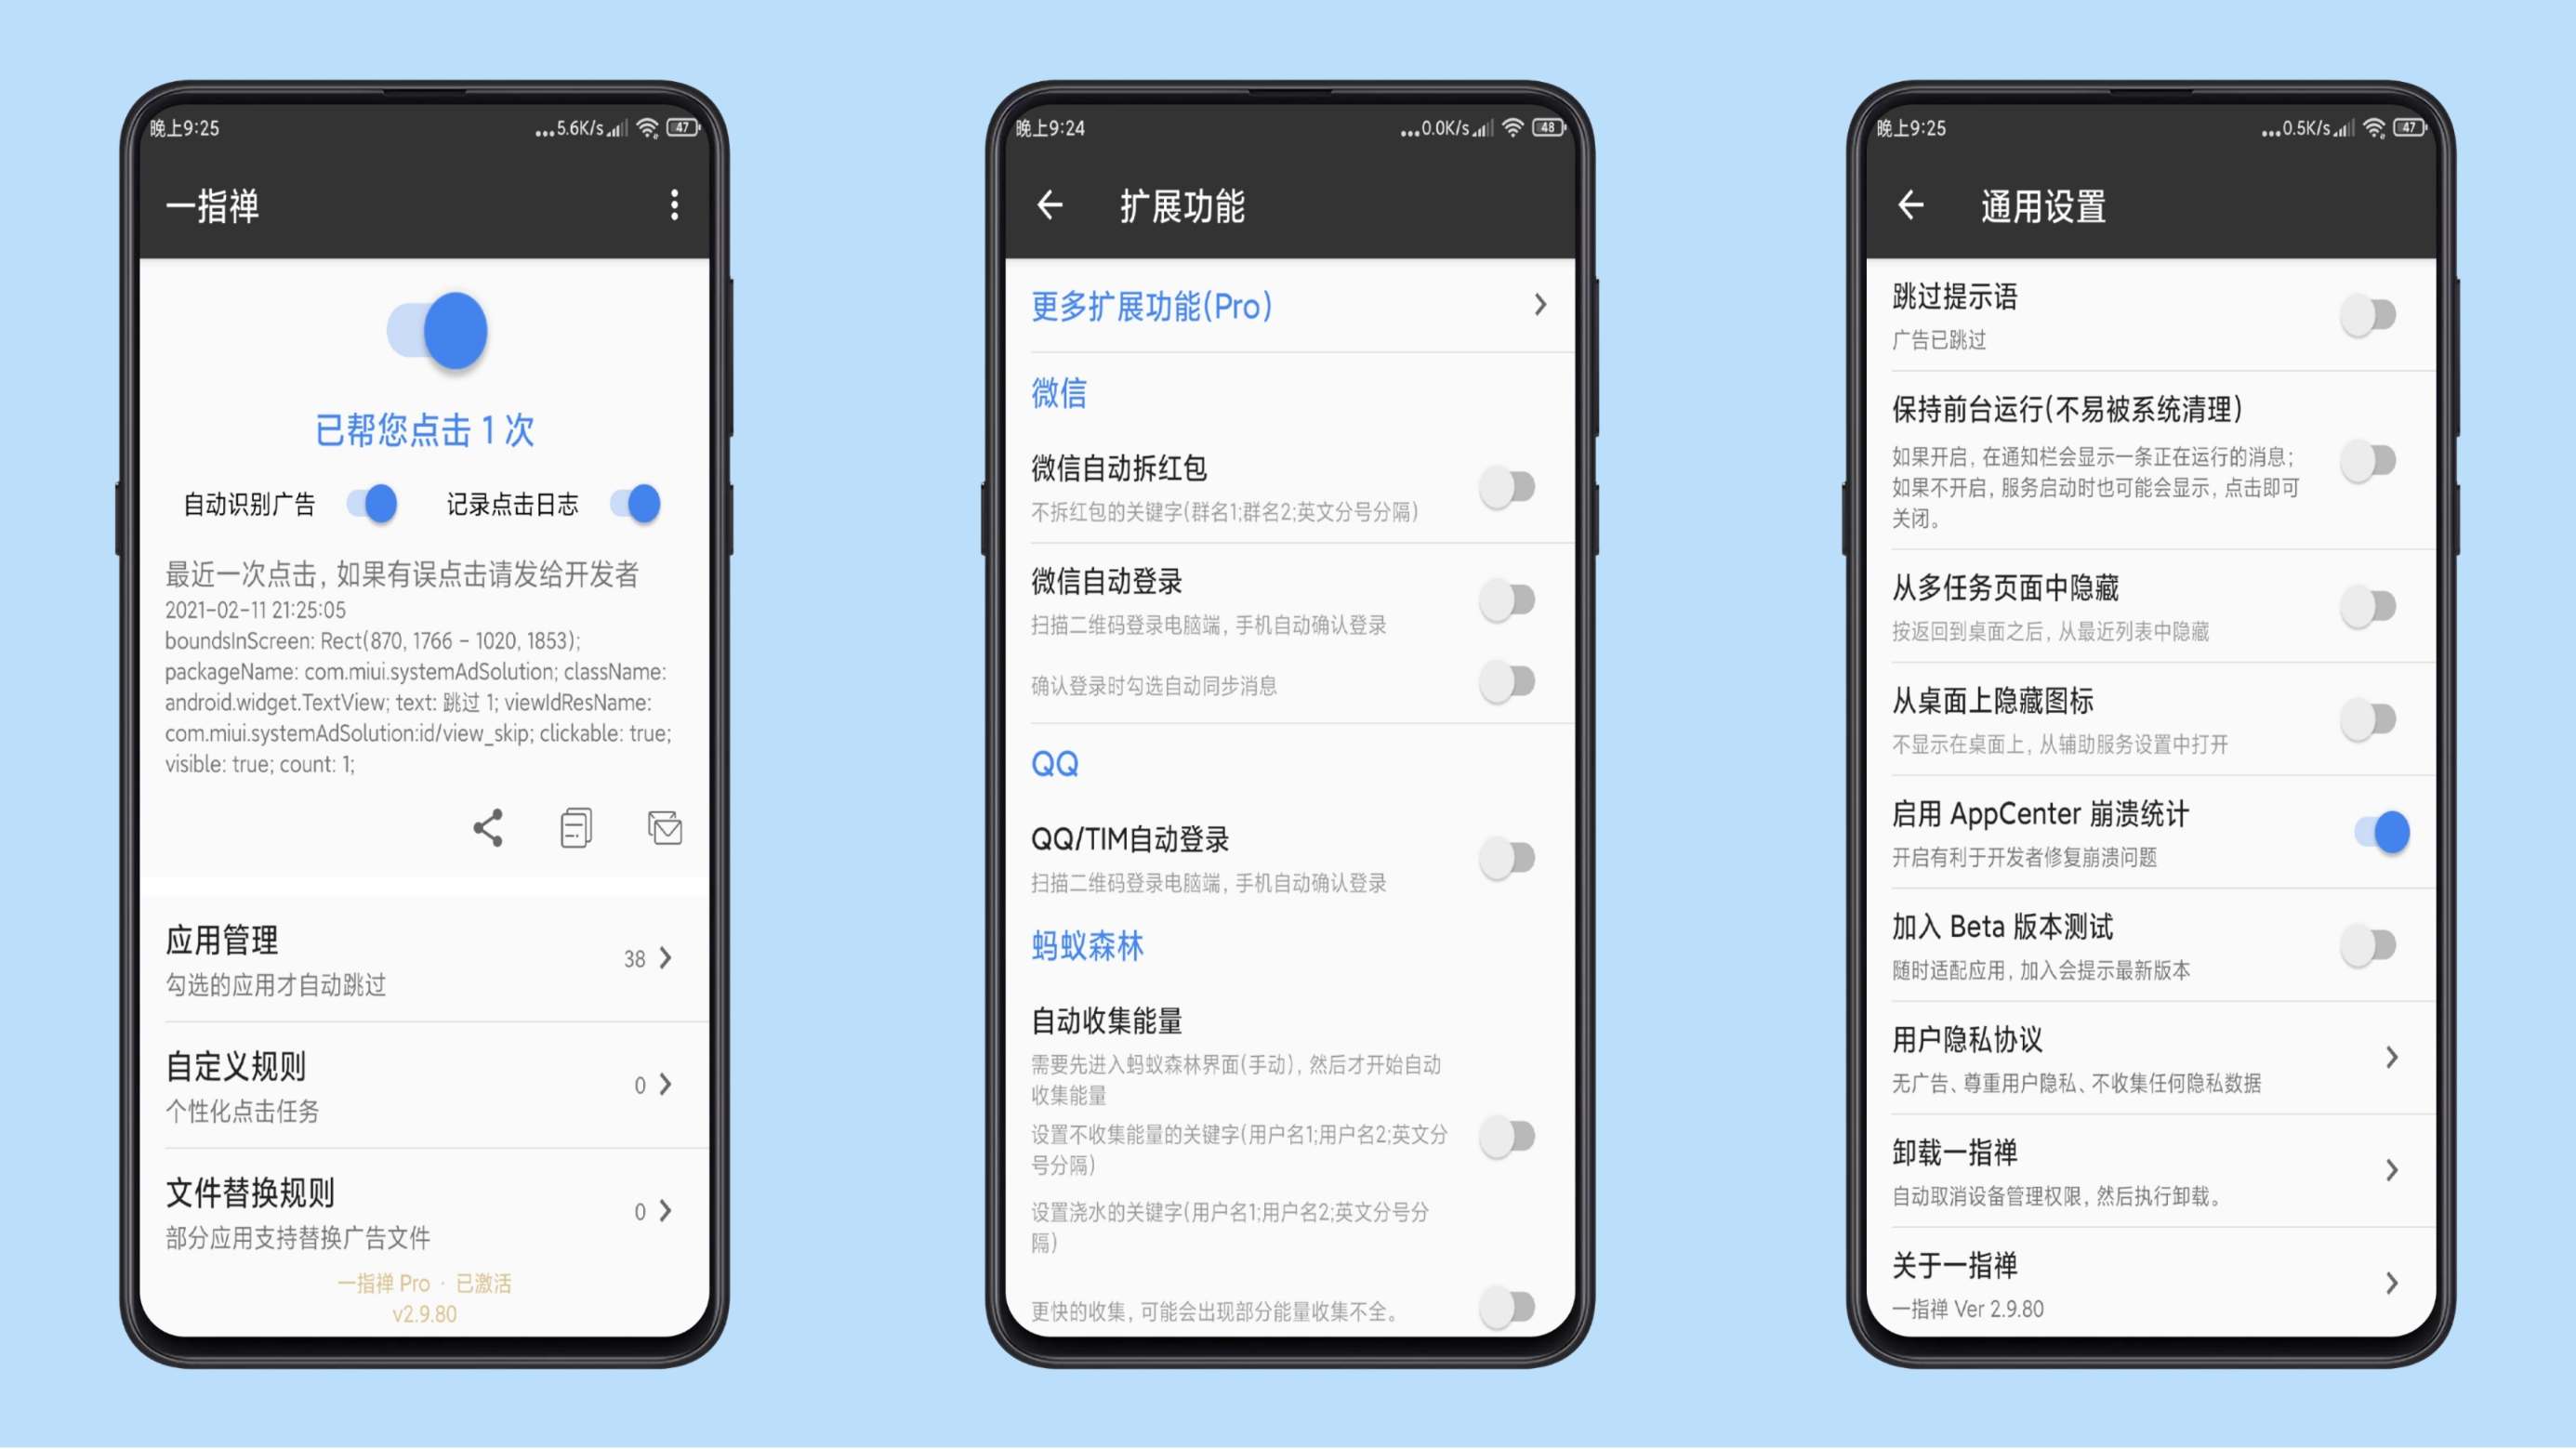 晚上9:25
...5.6K/s
47
一指禅
已帮您点击 1 次
自动识别广告
记录点击日志
最近一次点击, 如果有误点击请发给开发者
2021-02-11 21:25:05
boundsInScreen: Rect(870, 1766 - 1020, 1853);
packageName: com.miui.systemAdSolution; className:
android.widget.TextView; text: 跳过 1; viewIdResName:
com.miui.systemAdSolution:id/view_skip; clickable: true;
visible: true; count: 1;
应用管理
勾选的应用才自动跳过
38
自定义规则
个性化点击任务
0
文件替换规则
部分应用支持替换广告文件
0
一指禅 Pro · 已激活
v2.9.80
晚上9:24
...0.0K/s
48
扩展功能
更多扩展功能(Pro)
微信
微信自动拆红包
不拆红包的关键字(群名1;群名2;英文分号分隔)
微信自动登录
扫描二维码登录电脑端, 手机自动确认登录
确认登录时勾选自动同步消息
QQ
QQ/TIM自动登录
扫描二维码登录电脑端, 手机自动确认登录
蚂蚁森林
自动收集能量
需要先进入蚂蚁森林界面(手动), 然后才开始自动
收集能量
设置不收集能量的关键字(用户名1;用户名2;英文分
号分隔)
设置浇水的关键字(用户名1;用户名2;英文分号分
隔)
更快的收集, 可能会出现部分能量收集不全。
晚上9:25
...0.5K/s
47
通用设置
跳过提示语
广告已跳过
保持前台运行(不易被系统清理)
如果开启, 在通知栏会显示一条正在运行的消息;
如果不开启, 服务启动时也可能会显示, 点击即可
关闭。
从多任务页面中隐藏
按返回到桌面之后, 从最近列表中隐藏
从桌面上隐藏图标
不显示在桌面上, 从辅助服务设置中打开
启用 AppCenter 崩溃统计
开启有利于开发者修复崩溃问题
加入 Beta 版本测试
随时适配应用, 加入会提示最新版本
用户隐私协议
无广告、尊重用户隐私、不收集任何隐私数据
卸载一指禅
自动取消设备管理权限, 然后执行卸载。
关于一指禅
一指禅 Ver 2.9.80